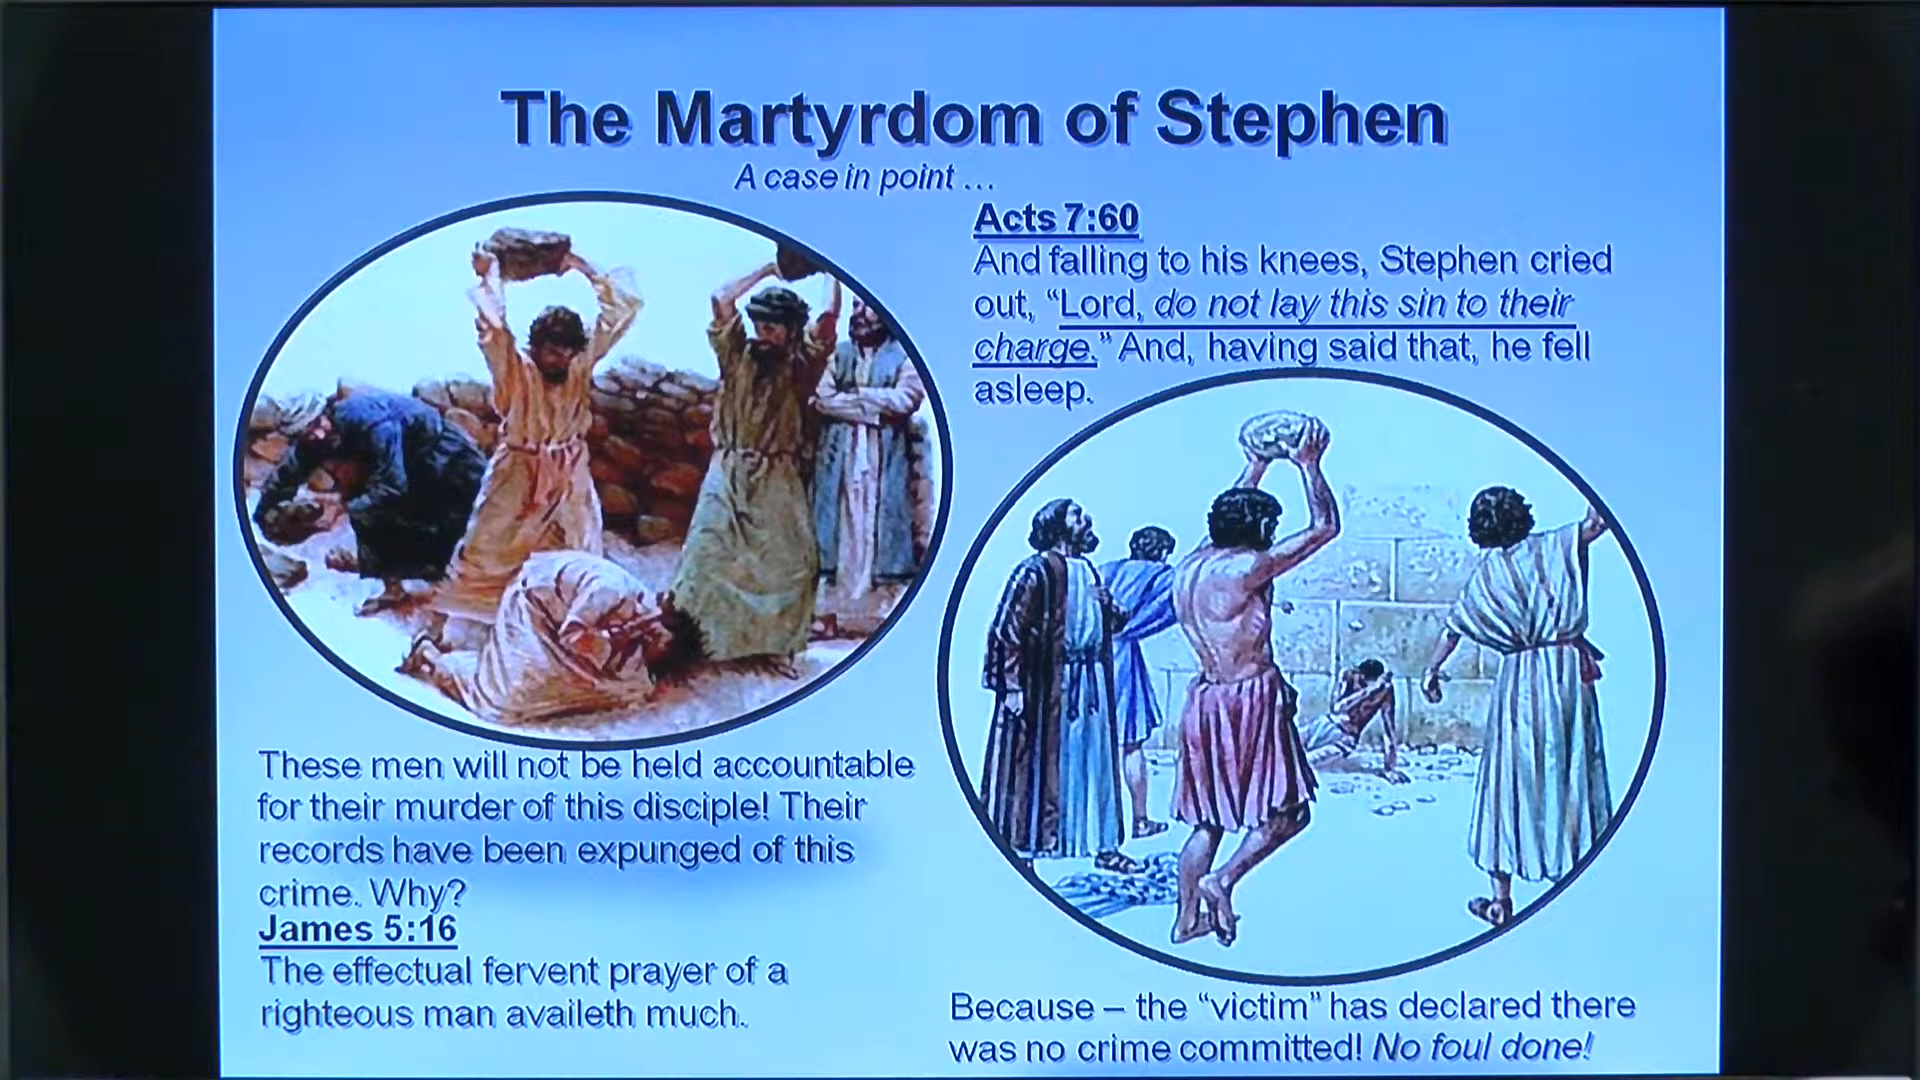 The Martyrdom of Stephen
A case in point ...
Acts 7:60
And falling to his knees, Stephen cried
out, “Lord, do not lay this sin to their
charge.” And, having said that, he fell
asleep.
These men will not be held accountable
for their murder of this disciple! Their
records have been expunged of this
crime. Why?
James 5:16
The effectual fervent prayer of a
righteous man availeth much.
Because – the “victim” has declared there
was no crime committed! No foul done!